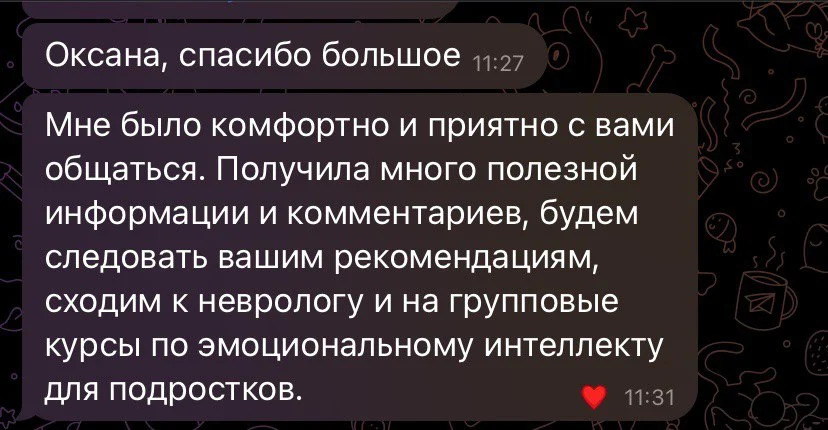 Оксана, спасибо большое 11:27
Мне было комфортно и приятно с вами
общаться. Получила много полезной
информации и комментариев, будем
следовать вашим рекомендациям,
сходим к неврологу и на групповые
курсы по эмоциональному интеллекту
для подростков. ❤️ 11:31